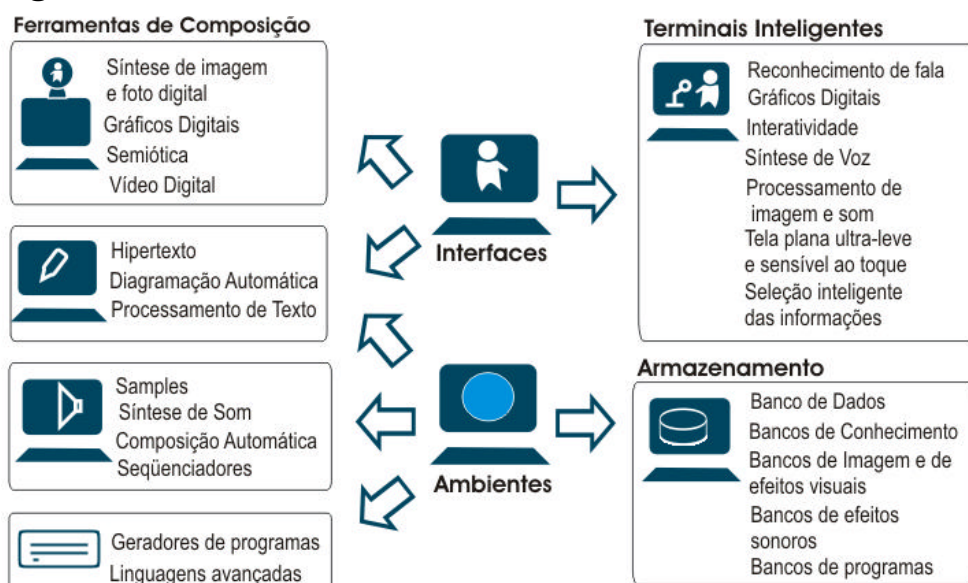 Ferramentas de Composição
Síntese de imagem
e foto digital
Gráficos Digitais
Semiótica
Vídeo Digital
Hipertexto
Diagramação Automática
Processamento de Texto
Samples
Síntese de Som
Composição Automática
Seqüenciadores
Geradores de programas
Linguagens avançadas
Interfaces
Ambientes
Terminais Inteligentes
Reconhecimento de fala
Gráficos Digitais
Interatividade
Síntese de Voz
Processamento de
imagem e som
Tela plana ultra-leve
e sensível ao toque
Seleção inteligente
das informações
Armazenamento
Banco de Dados
Bancos de Conhecimento
Bancos de Imagem e de
efeitos visuais
Bancos de efeitos
sonoros
Bancos de programas